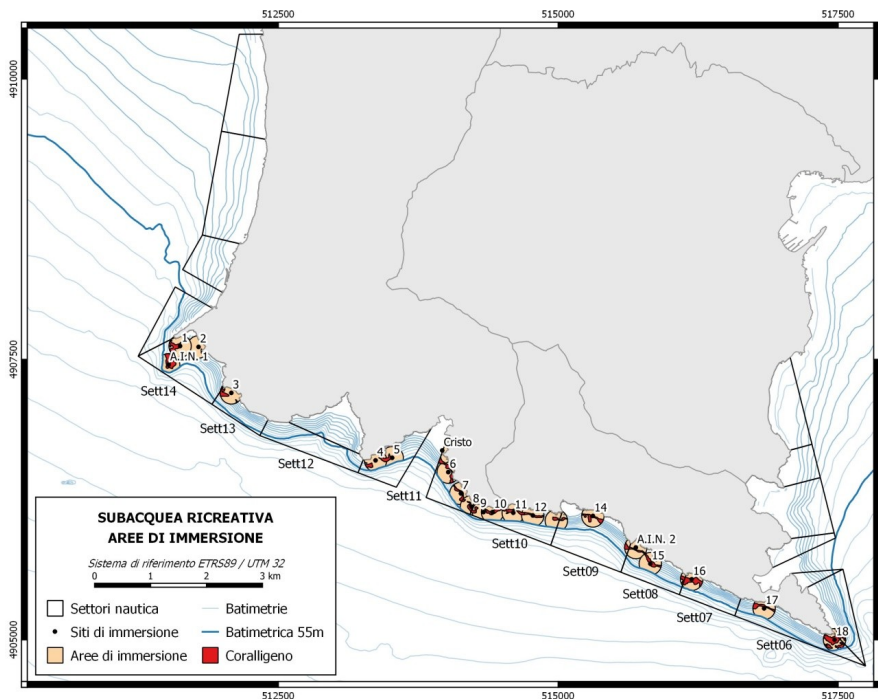 512500 515000 517500
4910000
4907500
4905000
1 2
A.I.N. 1
Sett14
3
Sett13
Sett12
4 5
Cristo
Sett11
6
7
8 9 10 11 12
14
Sett10
A.I.N. 2
15
Sett09
16
Sett08
17
Sett07
18
Sett06
SUBACQUEA RICREATIVA
AREE DI IMMERSIONE
Sistema di riferimento ETRS89 / UTM 32
0 1 2 3 km
Settori nautica Batimetrie
Siti di immersione Batimetrica 55m
Aree di immersione Coralligeno
512500 515000 517500